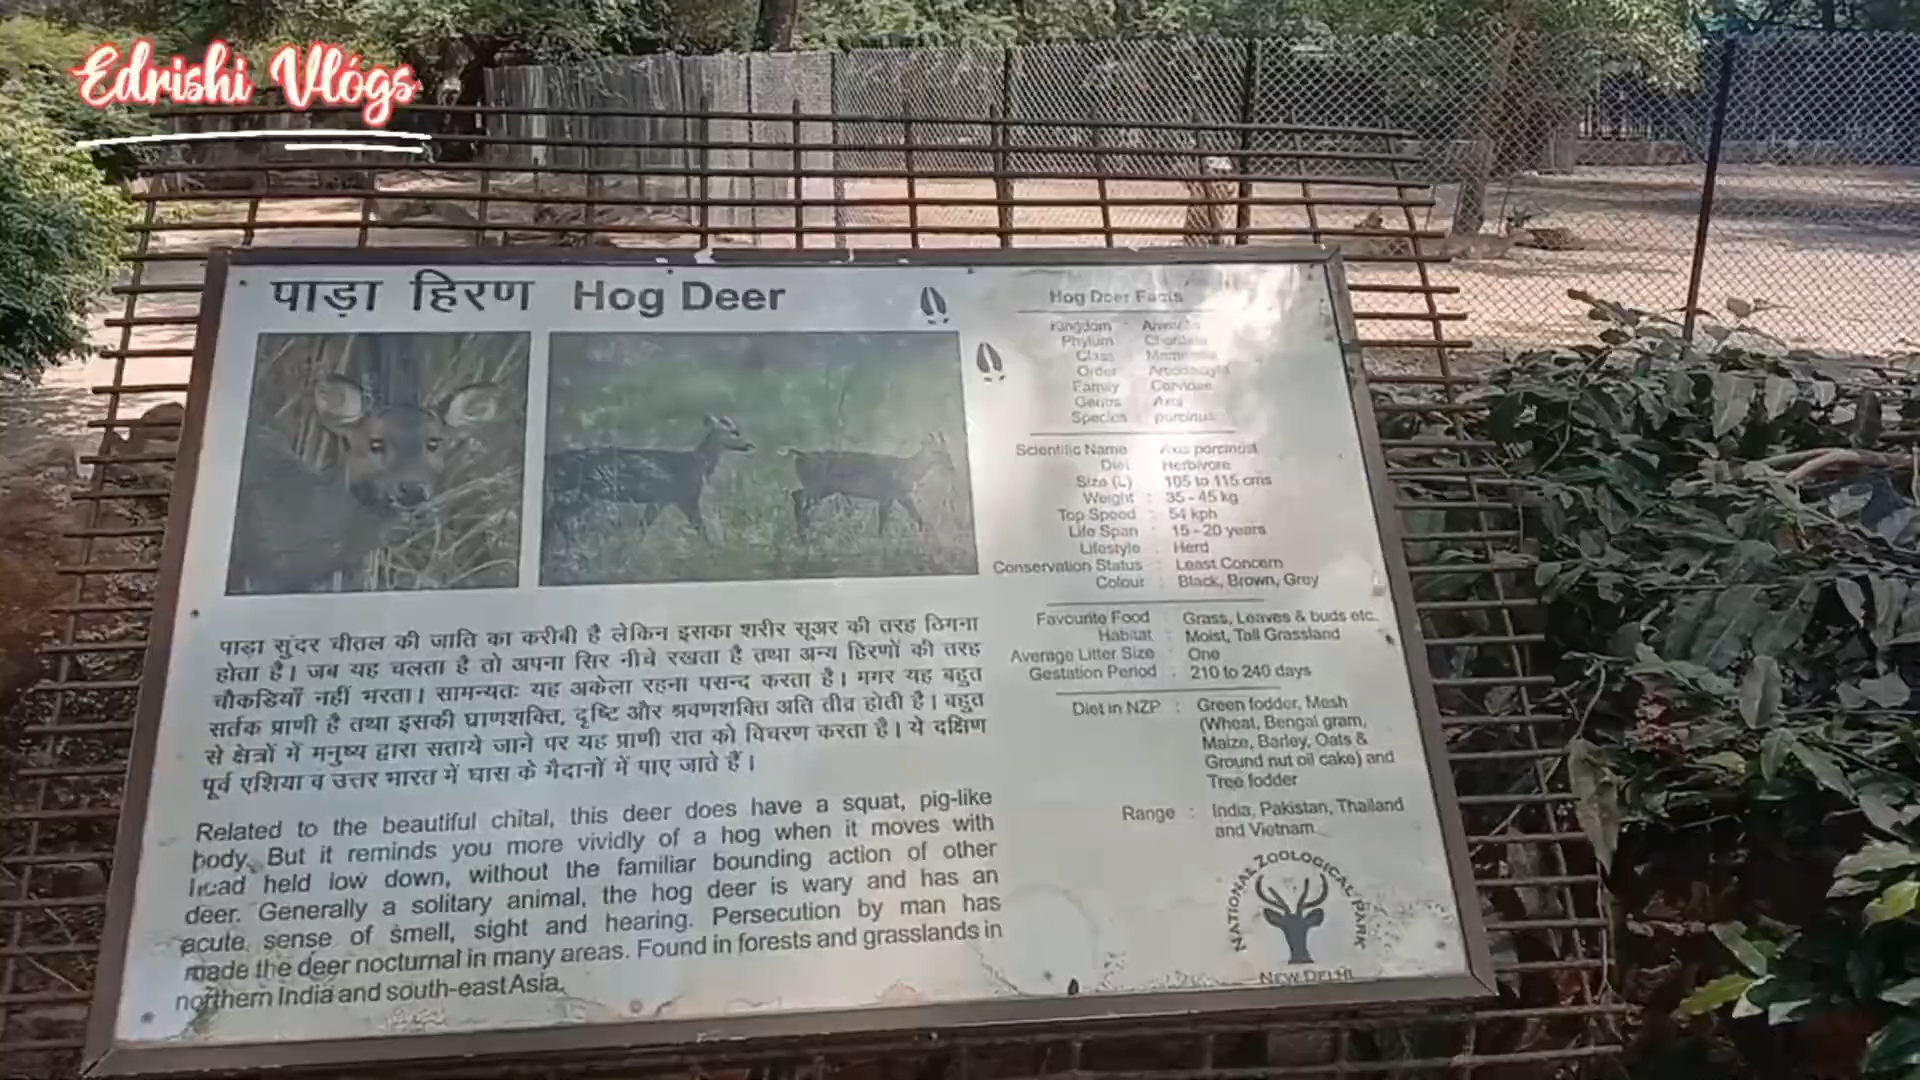 Edrishi Vlogs
पाड़ा हिरण Hog Deer
पाड़ा सुंदर चीतल की जाति का करीबी है लेकिन इसका शरीर सूअर की तरह ठिगना
होता है। जब यह चलता है तो अपना सिर नीचे रखता है तथा अन्य हिरणों की तरह
चौकडियाँ नहीं भरता। सामन्यतः यह अकेला रहना पसन्द करता है। मगर यह बहुत
सर्तक प्राणी है तथा इसकी घाणशक्ति, दृष्टि और श्रवणशक्ति अति तीव्र होती है। बहुत
से क्षेत्रों में मनुष्य द्वारा सताये जाने पर यह प्राणी रात को विचरण करता है। ये दक्षिण
पूर्व एशिया व उत्तर भारत में घास के मैदानों में पाए जाते हैं।
Related to the beautiful chital, this deer does have a squat, pig-like
body. But it reminds you more vividly of a hog when it moves with
head held low down, without the familiar bounding action of other
deer. Generally a solitary animal, the hog deer is wary and has an
acute sense of smell, sight and hearing. Persecution by man has
made the deer nocturnal in many areas. Found in forests and grasslands in
northern India and south-east Asia.
Hog Deer Facts
Kingdom : Animalia
Phylum : Chordata
Class : Mammalia
Order : Artiodactyla
Family : Cervidae
Genus : Axis
Species : porcinus
Scientific Name : Axis porcinus
Diet : Herbivore
Size (L) : 105 to 115 cms
Weight : 35 - 45 kg
Top Speed : 54 kph
Life Span : 15 - 20 years
Lifestyle : Herd
Conservation Status : Least Concern
Colour : Black, Brown, Grey
Favourite Food : Grass, Leaves & buds etc.
Habitat : Moist, Tall Grassland
Average Litter Size : One
Gestation Period : 210 to 240 days
Diet in NZP : Green fodder, Mesh
(Wheat, Bengal gram,
Maize, Barley, Oats &
Ground nut oil cake) and
Tree fodder
Range : India, Pakistan, Thailand
and Vietnam
NATIONAL ZOOLOGICAL PARK
NEW DELHI